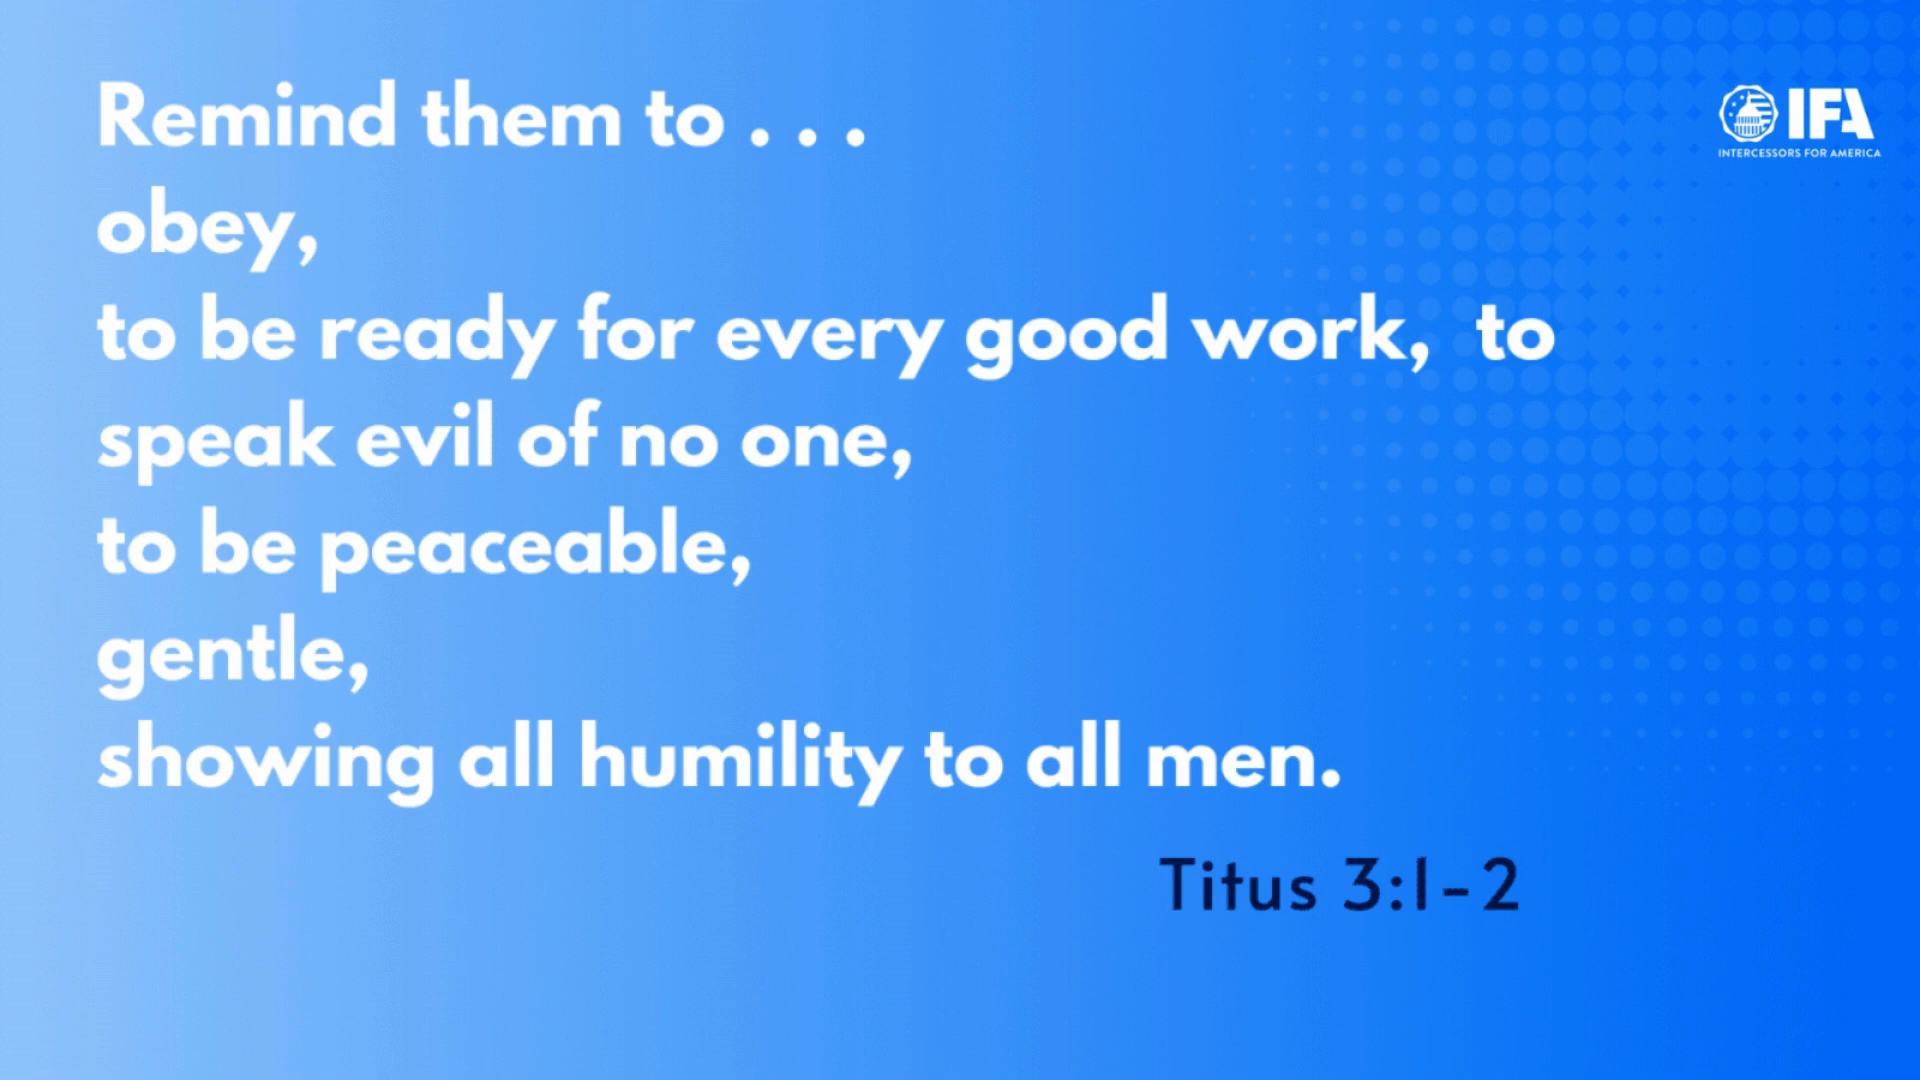 Remind them to . . .
obey,
to be ready for every good work,  to
speak evil of no one,
to be peaceable,
gentle,
showing all humility to all men.
Titus 3:1-2
IFA
INTERCESSORS FOR AMERICA